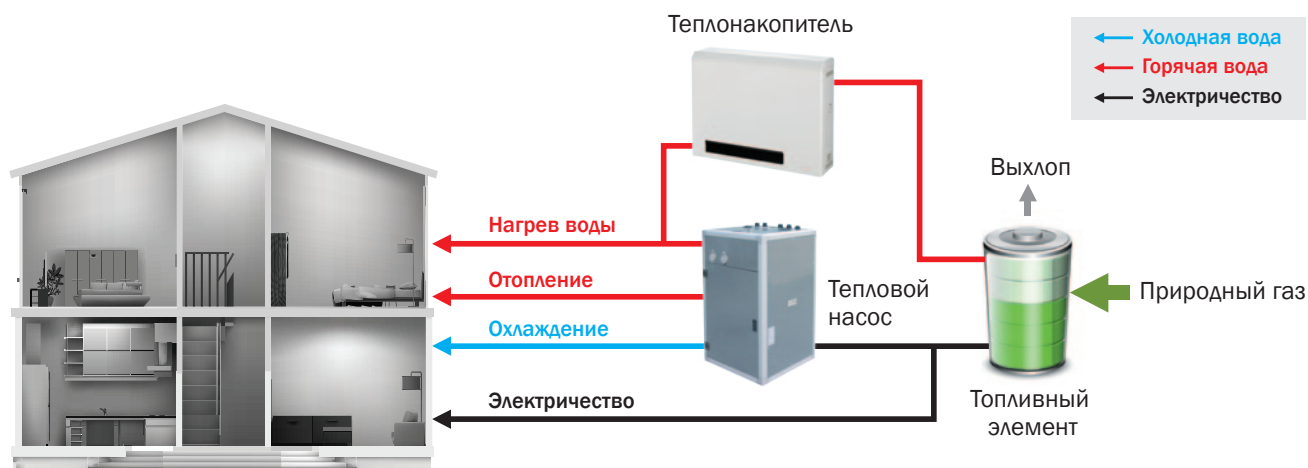 Теплонакопитель
Холодная вода
Горячая вода
Электричество
Выхлоп
Нагрев воды
Отопление
Тепловой
насос
Природный газ
Охлаждение
Электричество
Топливный
элемент